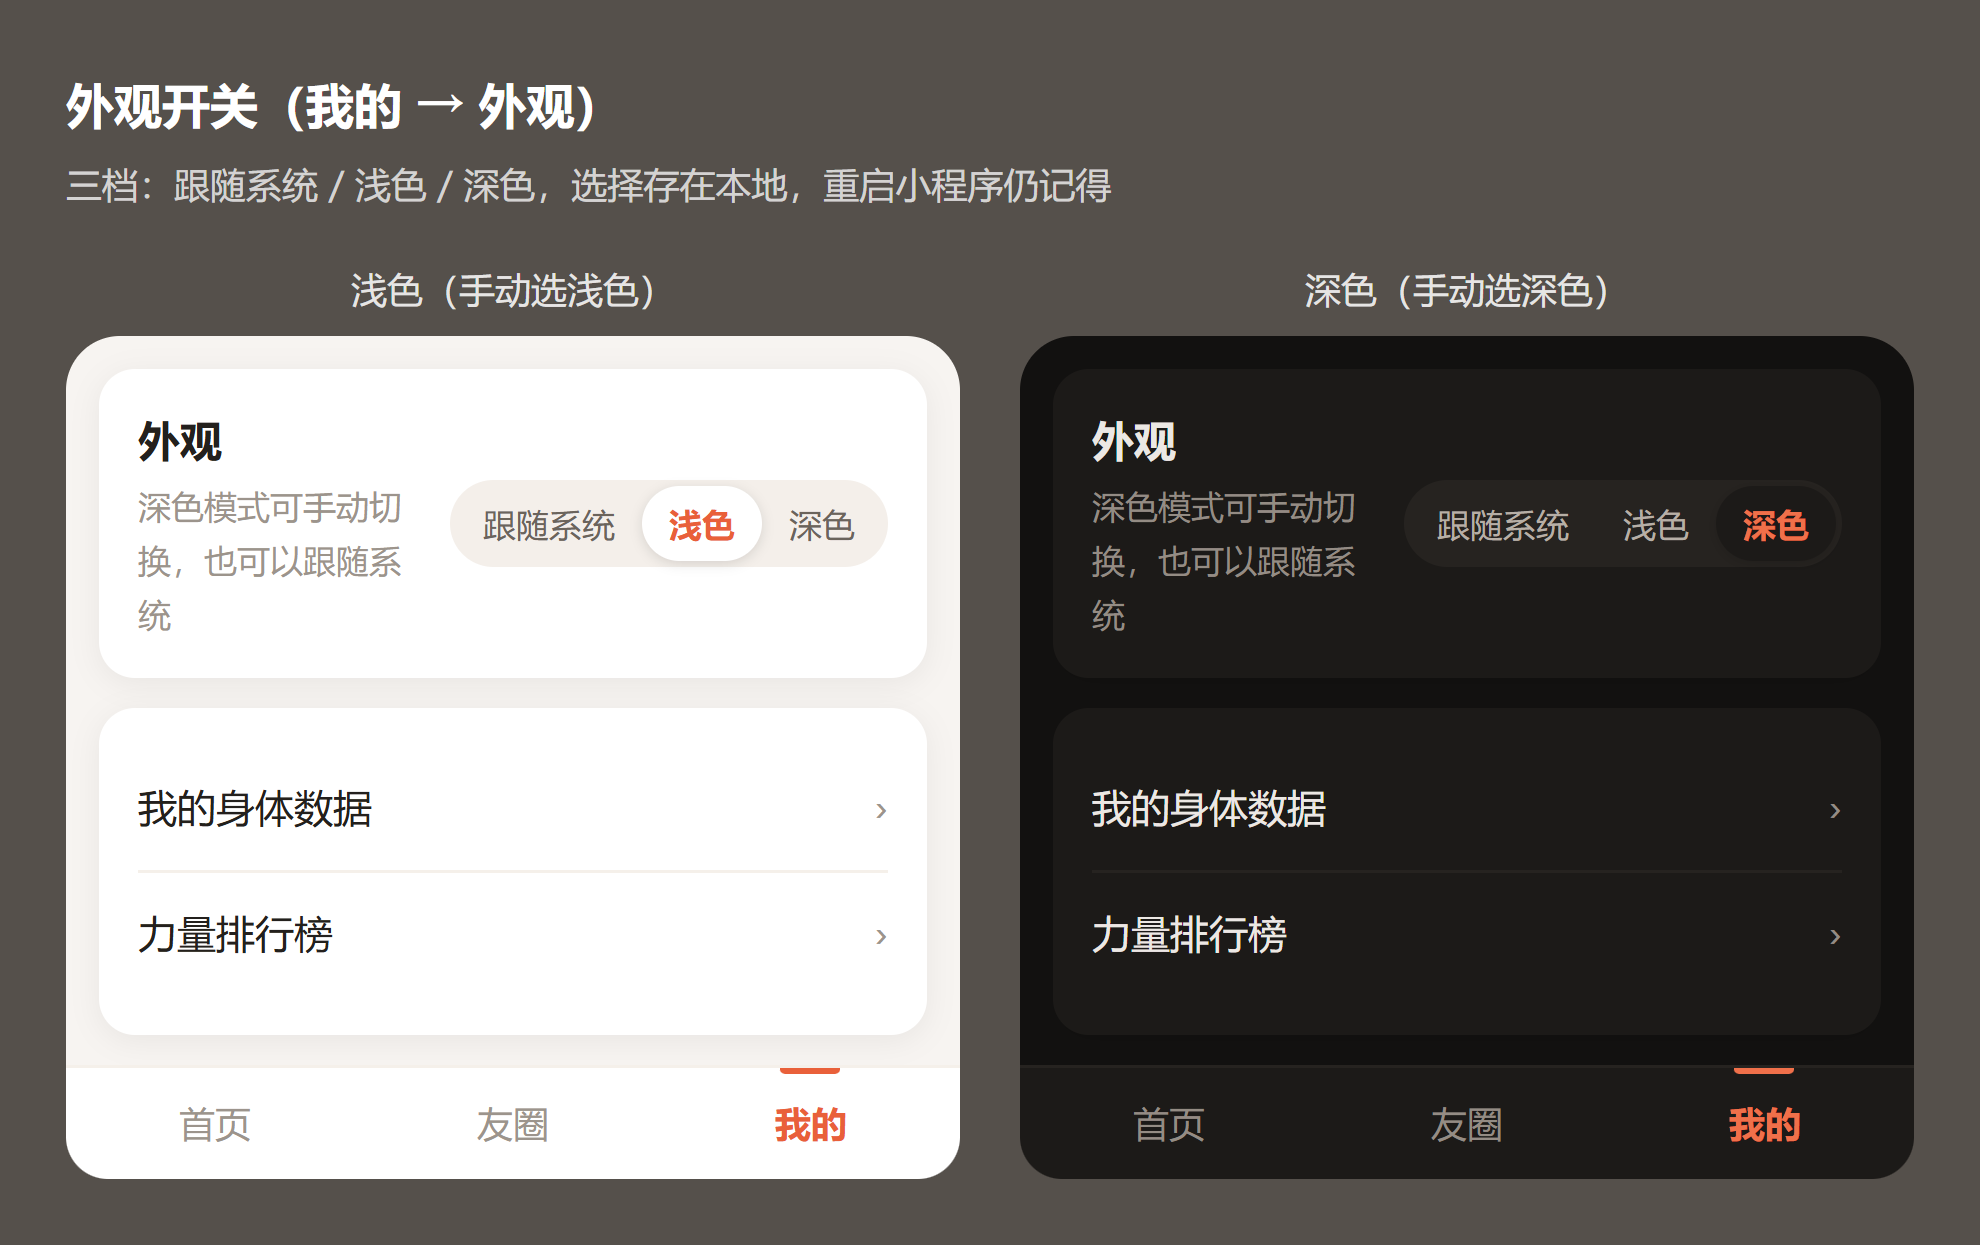 外观开关（我的 → 外观）
三档：跟随系统 / 浅色 / 深色，选择存在本地，重启小程序仍记得
浅色（手动选浅色）
外观
深色模式可手动切
换，也可以跟随系
统
跟随系统 浅色 深色
我的身体数据 ›
力量排行榜 ›
首页 友圈 我的
深色（手动选深色）
外观
深色模式可手动切
换，也可以跟随系
统
跟随系统 浅色 深色
我的身体数据 ›
力量排行榜 ›
首页 友圈 我的